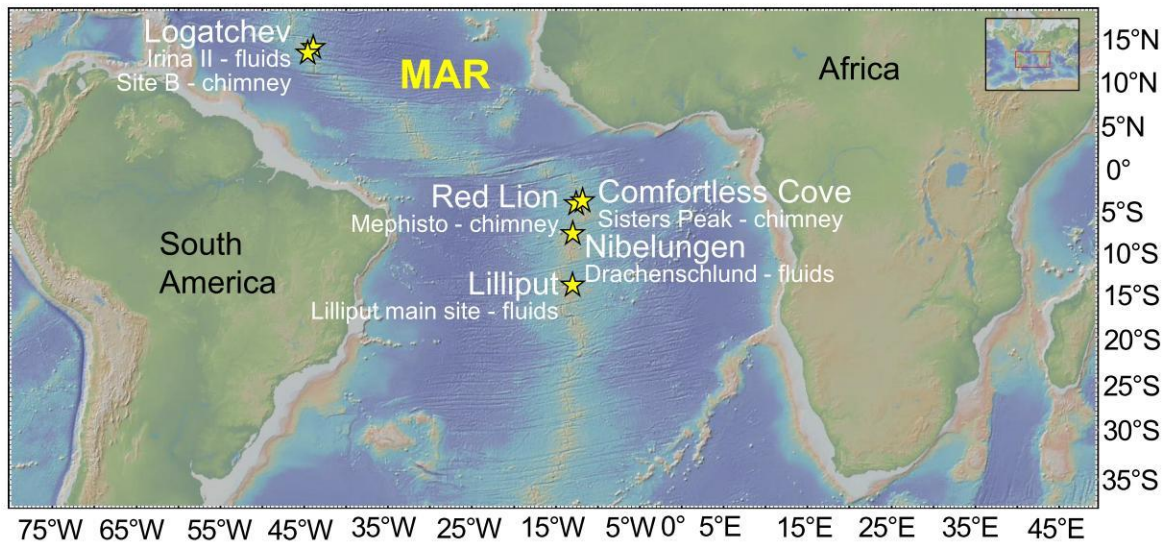 Logatchev
Irina II - fluids
Site B - chimney
MAR
Africa
Red Lion
Mephisto - chimney
Comfortless Cove
Sisters Peak - chimney
Nibelungen
Drachenschlund - fluids
Lilliput
Lilliput main site - fluids
South
America
15°N
10°N
5°N
0°
5°S
10°S
15°S
20°S
25°S
30°S
35°S
75°W 65°W 55°W 45°W 35°W 25°W 15°W 5°W 0° 5°E 15°E 25°E 35°E 45°E